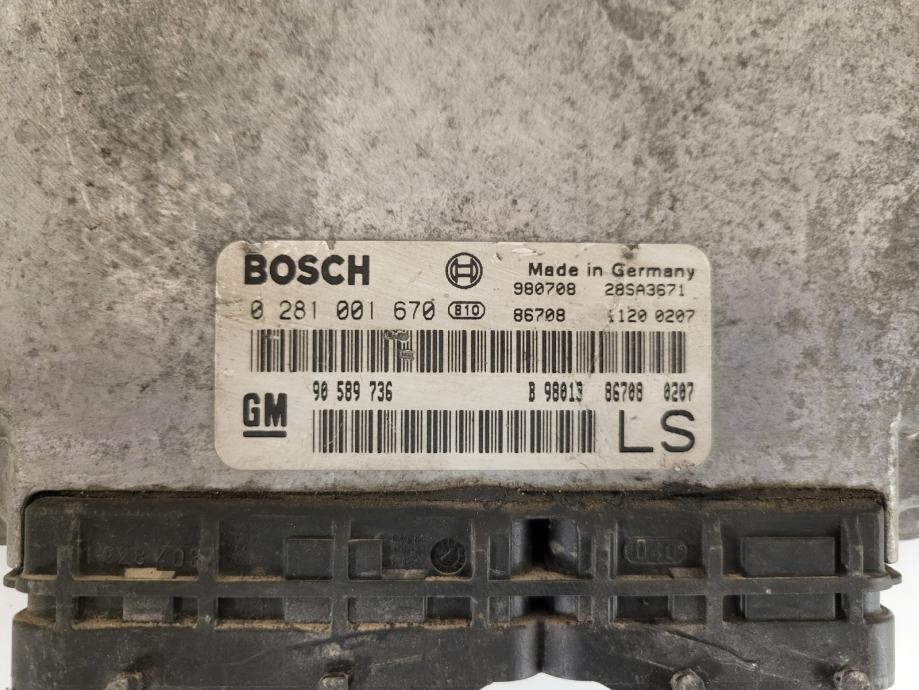 BOSCH
Made in Germany
980708 28SA3671
0 281 001 670 810
86708 1120 0207
GM
90 589 736
B 98013 86708 0207
LS